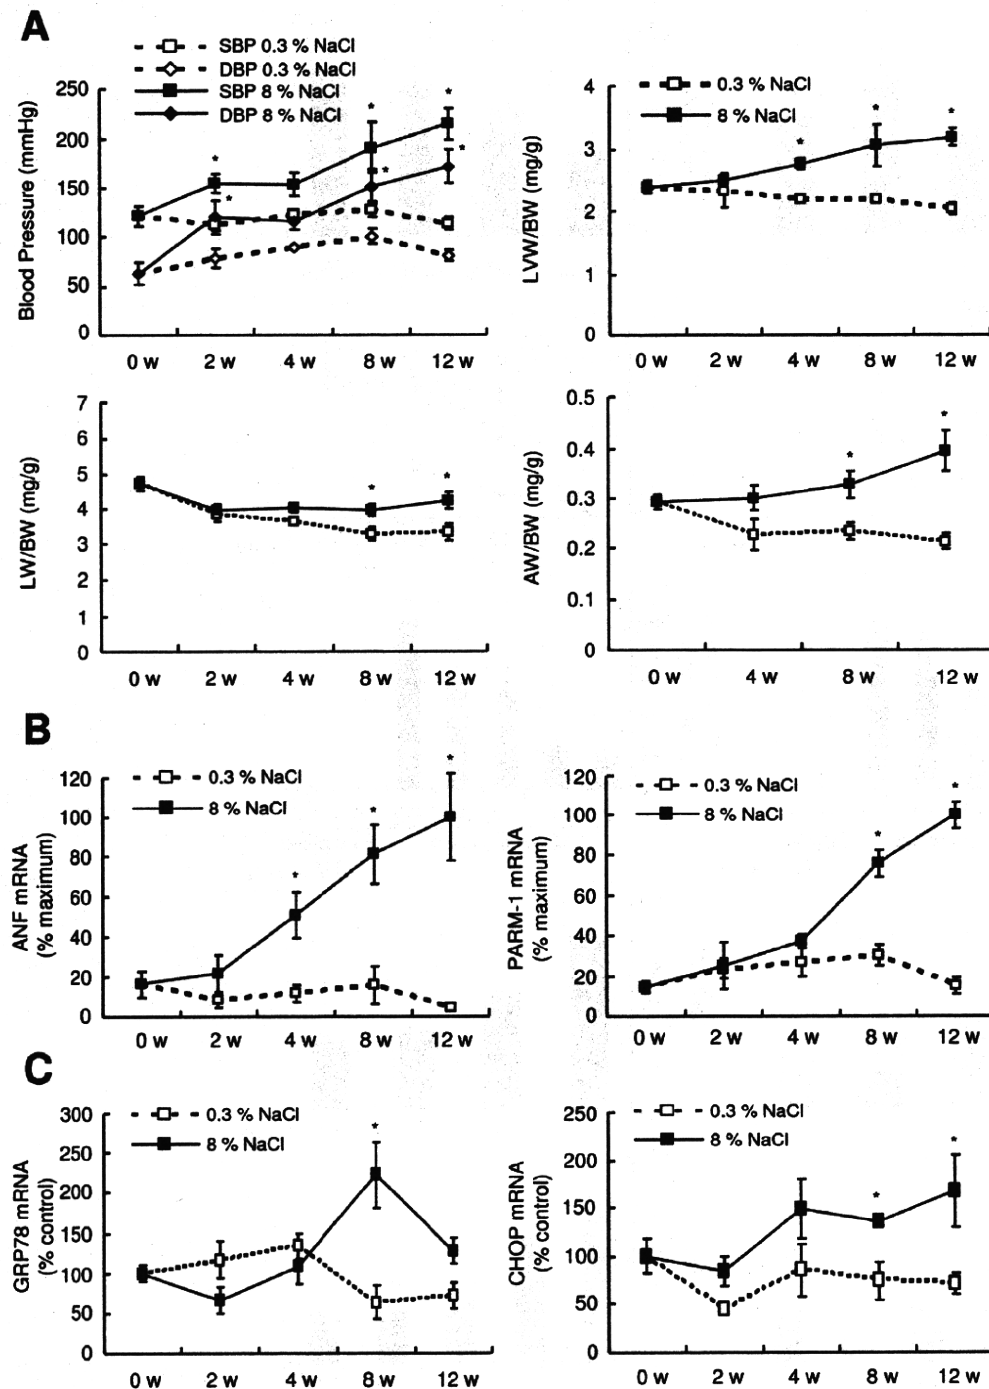 A
SBP 0.3 % NaCl
DBP 0.3 % NaCl
SBP 8 % NaCl
DBP 8 % NaCl
Blood Pressure (mmHg)
250
200
150
100
50
0
0 w 2 w 4 w 8 w 12 w
0.3 % NaCl
8 % NaCl
LVW/BW (mg/g)
4
3
2
1
0
0 w 2 w 4 w 8 w 12 w
LW/BW (mg/g)
7
6
5
4
3
2
1
0
0 w 2 w 4 w 8 w 12 w
AW/BW (mg/g)
0.5
0.4
0.3
0.2
0.1
0
0 w 4 w 8 w 12 w
B
0.3 % NaCl
8 % NaCl
ANF mRNA
(% maximum)
120
100
80
60
40
20
0
0 w 2 w 4 w 8 w 12 w
0.3 % NaCl
8 % NaCl
PARM-1 mRNA
(% maximum)
120
100
80
60
40
20
0
0 w 2 w 4 w 8 w 12 w
C
0.3 % NaCl
8 % NaCl
GRP78 mRNA
(% control)
300
250
200
150
100
50
0
0 w 2 w 4 w 8 w 12 w
0.3 % NaCl
8 % NaCl
CHOP mRNA
(% control)
250
200
150
100
50
0
0 w 2 w 4 w 8 w 12 w